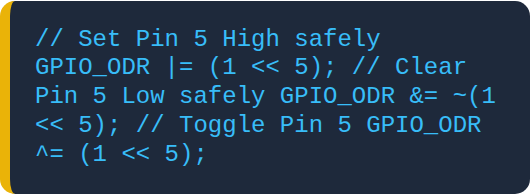 // Set Pin 5 High safely
GPIO_ODR |= (1 << 5); // Clear
Pin 5 Low safely GPIO_ODR &= ~(1
<< 5); // Toggle Pin 5 GPIO_ODR
^= (1 << 5);